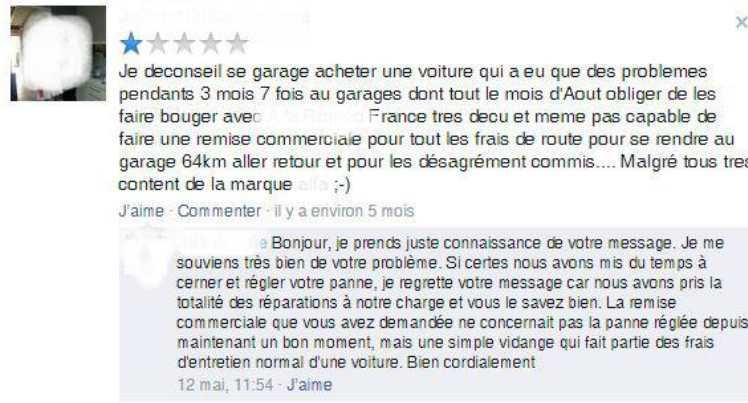 Je deconseil se garage acheter une voiture qui a eu que des problemes
pendants 3 mois 7 fois au garages dont tout le mois d'Aout obliger de les
faire bouger avec France tres decu et meme pas capable de
faire une remise commerciale pour tout les frais de route pour se rendre au
garage 64km aller retour et pour les désagrément commis.... Malgré tous tres
content de la marque alfa ;-)
J'aime · Commenter · il y a environ 5 mois
Bonjour, je prends juste connaissance de votre message. Je me
souviens très bien de votre problème. Si certes nous avons mis du temps à
cerner et régler votre panne, je regrette votre message car nous avons pris la
totalité des réparations à notre charge et vous le savez bien. La remise
commerciale que vous avez demandée ne concernait pas la panne réglée depuis
maintenant un bon moment, mais une simple vidange qui fait partie des frais
d'entretien normal d'une voiture. Bien cordialement
12 mai, 11:54 · J'aime